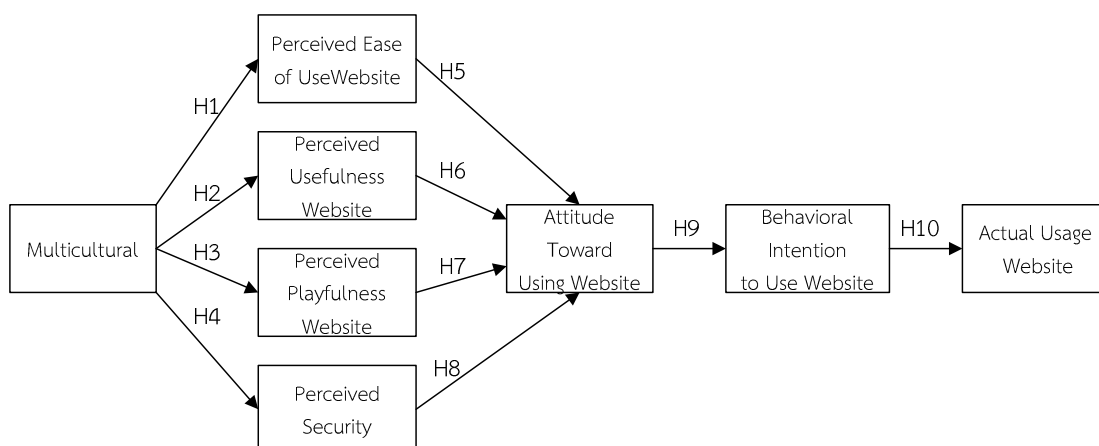 Perceived Ease
of UseWebsite
H5
H1
Perceived
Usefulness
Website
H6
H2
Multicultural
H3
Perceived
Playfulness
Website
H7
H4
Perceived
Security
H8
Attitude
Toward
Using Website
H9
Behavioral
Intention
to Use Website
H10
Actual Usage
Website